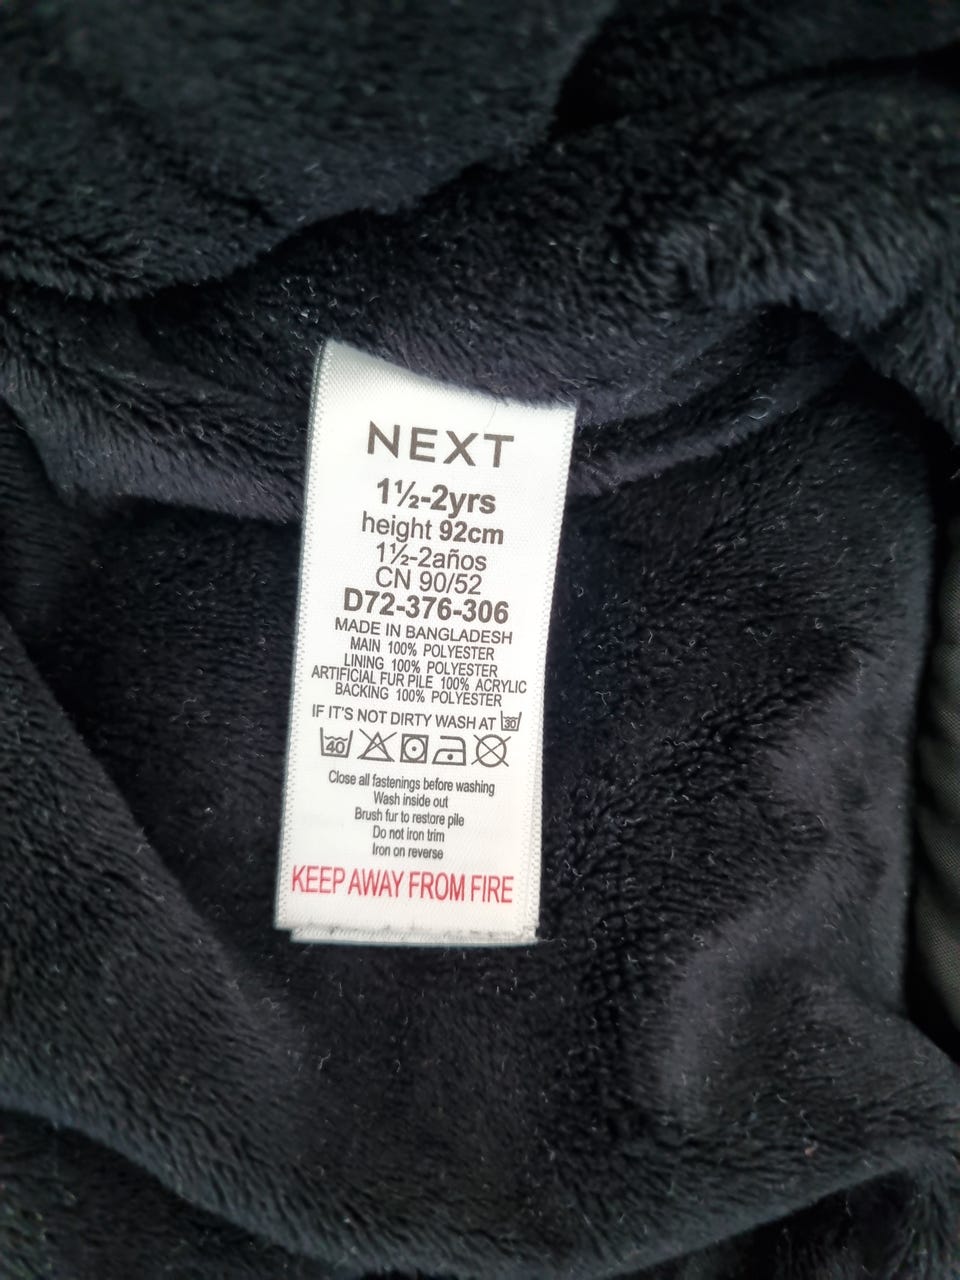 NEXT
1½-2yrs
height 92cm
1½-2años
CN 90/52
D72-376-306
MADE IN BANGLADESH
MAIN 100% POLYESTER
LINING 100% POLYESTER
ARTIFICIAL FUR PILE 100% ACRYLIC
BACKING 100% POLYESTER
IF IT'S NOT DIRTY WASH AT 30
40
Close all fastenings before washing
Wash inside out
Brush fur to restore pile
Do not iron trim
Iron on reverse
KEEP AWAY FROM FIRE